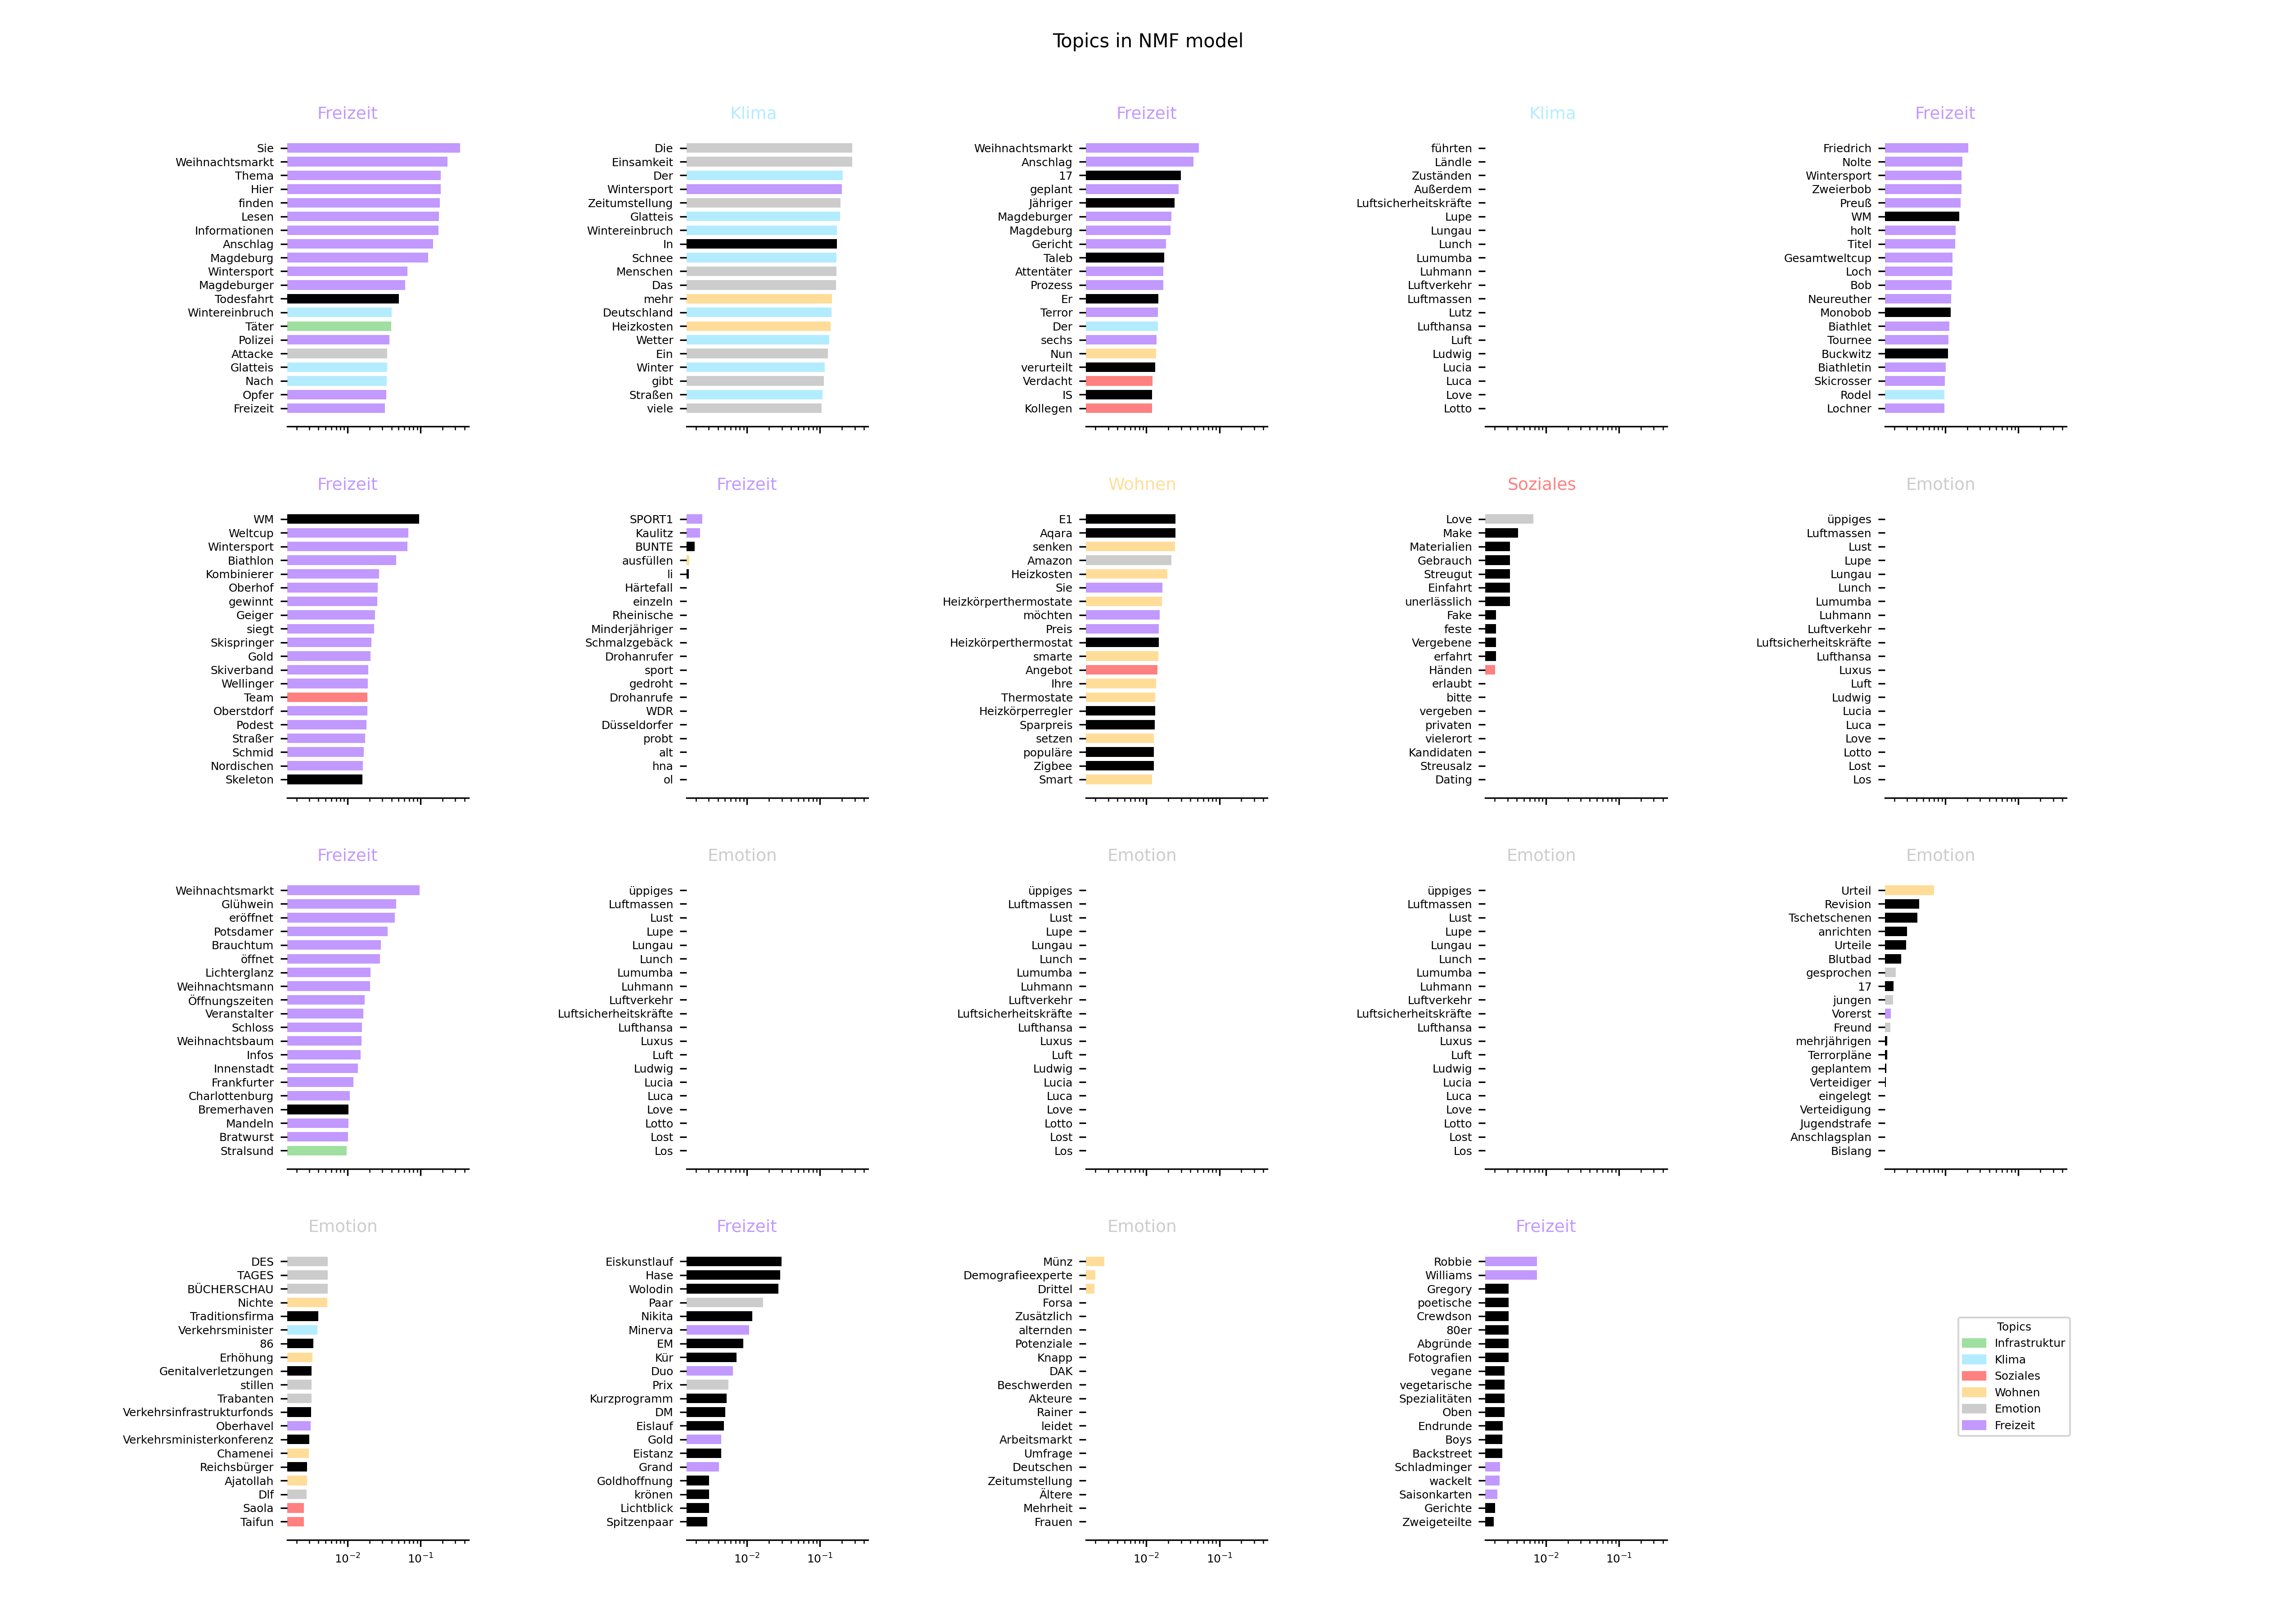 Topics in NMF model
Freizeit
Sie
Weihnachtsmarkt
Thema
Hier
finden
Lesen
Informationen
Anschlag
Magdeburg
Wintersport
Magdeburger
Todesfahrt
Wintereinbruch
Täter
Polizei
Attacke
Glatteis
Nach
Opfer
Freizeit
Klima
Die
Einsamkeit
Der
Wintersport
Zeitumstellung
Glatteis
Wintereinbruch
In
Schnee
Menschen
Das
mehr
Deutschland
Heizkosten
Wetter
Ein
Winter
gibt
Straßen
viele
Freizeit
Weihnachtsmarkt
Anschlag
17
geplant
Jähriger
Magdeburger
Magdeburg
Gericht
Taleb
Attentäter
Prozess
Er
Terror
Der
sechs
Nun
verurteilt
Verdacht
IS
Kollegen
Klima
führten
Ländle
Zuständen
Außerdem
Luftsicherheitskräfte
Lupe
Lungau
Lunch
Lumumba
Luhmann
Luftverkehr
Luftmassen
Lutz
Lufthansa
Luft
Ludwig
Lucia
Luca
Love
Lotto
Freizeit
Friedrich
Nolte
Wintersport
Zweierbob
Preuß
WM
holt
Titel
Gesamtweltcup
Loch
Bob
Neureuther
Monobob
Biathlet
Tournee
Buckwitz
Biathletin
Skicrosser
Rodel
Lochner
Freizeit
WM
Weltcup
Wintersport
Biathlon
Kombinierer
Oberhof
gewinnt
Geiger
siegt
Skispringer
Gold
Skiverband
Wellinger
Team
Oberstdorf
Podest
Straßer
Schmid
Nordischen
Skeleton
Freizeit
SPORT1
Kaulitz
BUNTE
ausfüllen
li
Härtefall
einzeln
Rheinische
Minderjähriger
Schmalzgebäck
Drohanrufer
sport
gedroht
Drohanrufe
WDR
Düsseldorfer
probt
alt
hna
ol
Wohnen
E1
Aqara
senken
Amazon
Heizkosten
Sie
Heizkörperthermostate
möchten
Preis
Heizkörperthermostat
smarte
Angebot
Ihre
Thermostate
Heizkörperregler
Sparpreis
setzen
populäre
Zigbee
Smart
Soziales
Love
Make
Materialien
Gebrauch
Streugut
Einfahrt
unerlässlich
Fake
feste
Vergebene
erfahrt
Händen
erlaubt
bitte
vergeben
privaten
vielerort
Kandidaten
Streusalz
Dating
Emotion
üppiges
Luftmassen
Lust
Lupe
Lungau
Lunch
Lumumba
Luhmann
Luftverkehr
Luftsicherheitskräfte
Lufthansa
Luxus
Luft
Ludwig
Lucia
Luca
Love
Lotto
Lost
Los
Freizeit
Weihnachtsmarkt
Glühwein
eröffnet
Potsdamer
Brauchtum
öffnet
Lichterglanz
Weihnachtsmann
Öffnungszeiten
Veranstalter
Schloss
Weihnachtsbaum
Infos
Innenstadt
Frankfurter
Charlottenburg
Bremerhaven
Mandeln
Bratwurst
Stralsund
Emotion
üppiges
Luftmassen
Lust
Lupe
Lungau
Lunch
Lumumba
Luhmann
Luftverkehr
Luftsicherheitskräfte
Lufthansa
Luxus
Luft
Ludwig
Lucia
Luca
Love
Lotto
Lost
Los
Emotion
üppiges
Luftmassen
Lust
Lupe
Lungau
Lunch
Lumumba
Luhmann
Luftverkehr
Luftsicherheitskräfte
Lufthansa
Luxus
Luft
Ludwig
Lucia
Luca
Love
Lotto
Lost
Los
Emotion
üppiges
Luftmassen
Lust
Lupe
Lungau
Lunch
Lumumba
Luhmann
Luftverkehr
Luftsicherheitskräfte
Lufthansa
Luxus
Luft
Ludwig
Lucia
Luca
Love
Lotto
Lost
Los
Emotion
Urteil
Revision
Tschetschenen
anrichten
Urteile
Blutbad
gesprochen
17
jungen
Vorerst
Freund
mehrjährigen
Terrorpläne
geplantem
Verteidiger
eingelegt
Verteidigung
Jugendstrafe
Anschlagsplan
Bislang
Emotion
DES
TAGES
BÜCHERSCHAU
Nichte
Traditionsfirma
Verkehrsminister
86
Erhöhung
Genitalverletzungen
stillen
Trabanten
Verkehrsinfrastrukturfonds
Oberhavel
Verkehrsministerkonferenz
Chamenei
Reichsbürger
Ajatollah
Dlf
Saola
Taifun
10⁻² 10⁻¹
Freizeit
Eiskunstlauf
Hase
Wolodin
Paar
Nikita
Minerva
EM
Kür
Duo
Prix
Kurzprogramm
DM
Eislauf
Gold
Eistanz
Grand
Goldhoffnung
krönen
Lichtblick
Spitzenpaar
10⁻² 10⁻¹
Emotion
Münz
Demografieexperte
Drittel
Forsa
Zusätzlich
alternden
Potenziale
Knapp
DAK
Beschwerden
Akteure
Rainer
leidet
Arbeitsmarkt
Umfrage
Deutschen
Zeitumstellung
Ältere
Mehrheit
Frauen
10⁻² 10⁻¹
Freizeit
Robbie
Williams
Gregory
poetische
Crewdson
80er
Abgründe
Fotografien
vegane
vegetarische
Spezialitäten
Oben
Endrunde
Boys
Backstreet
Schladminger
wackelt
Saisonkarten
Gerichte
Zweigeteilte
10⁻² 10⁻¹
Topics
Infrastruktur
Klima
Soziales
Wohnen
Emotion
Freizeit